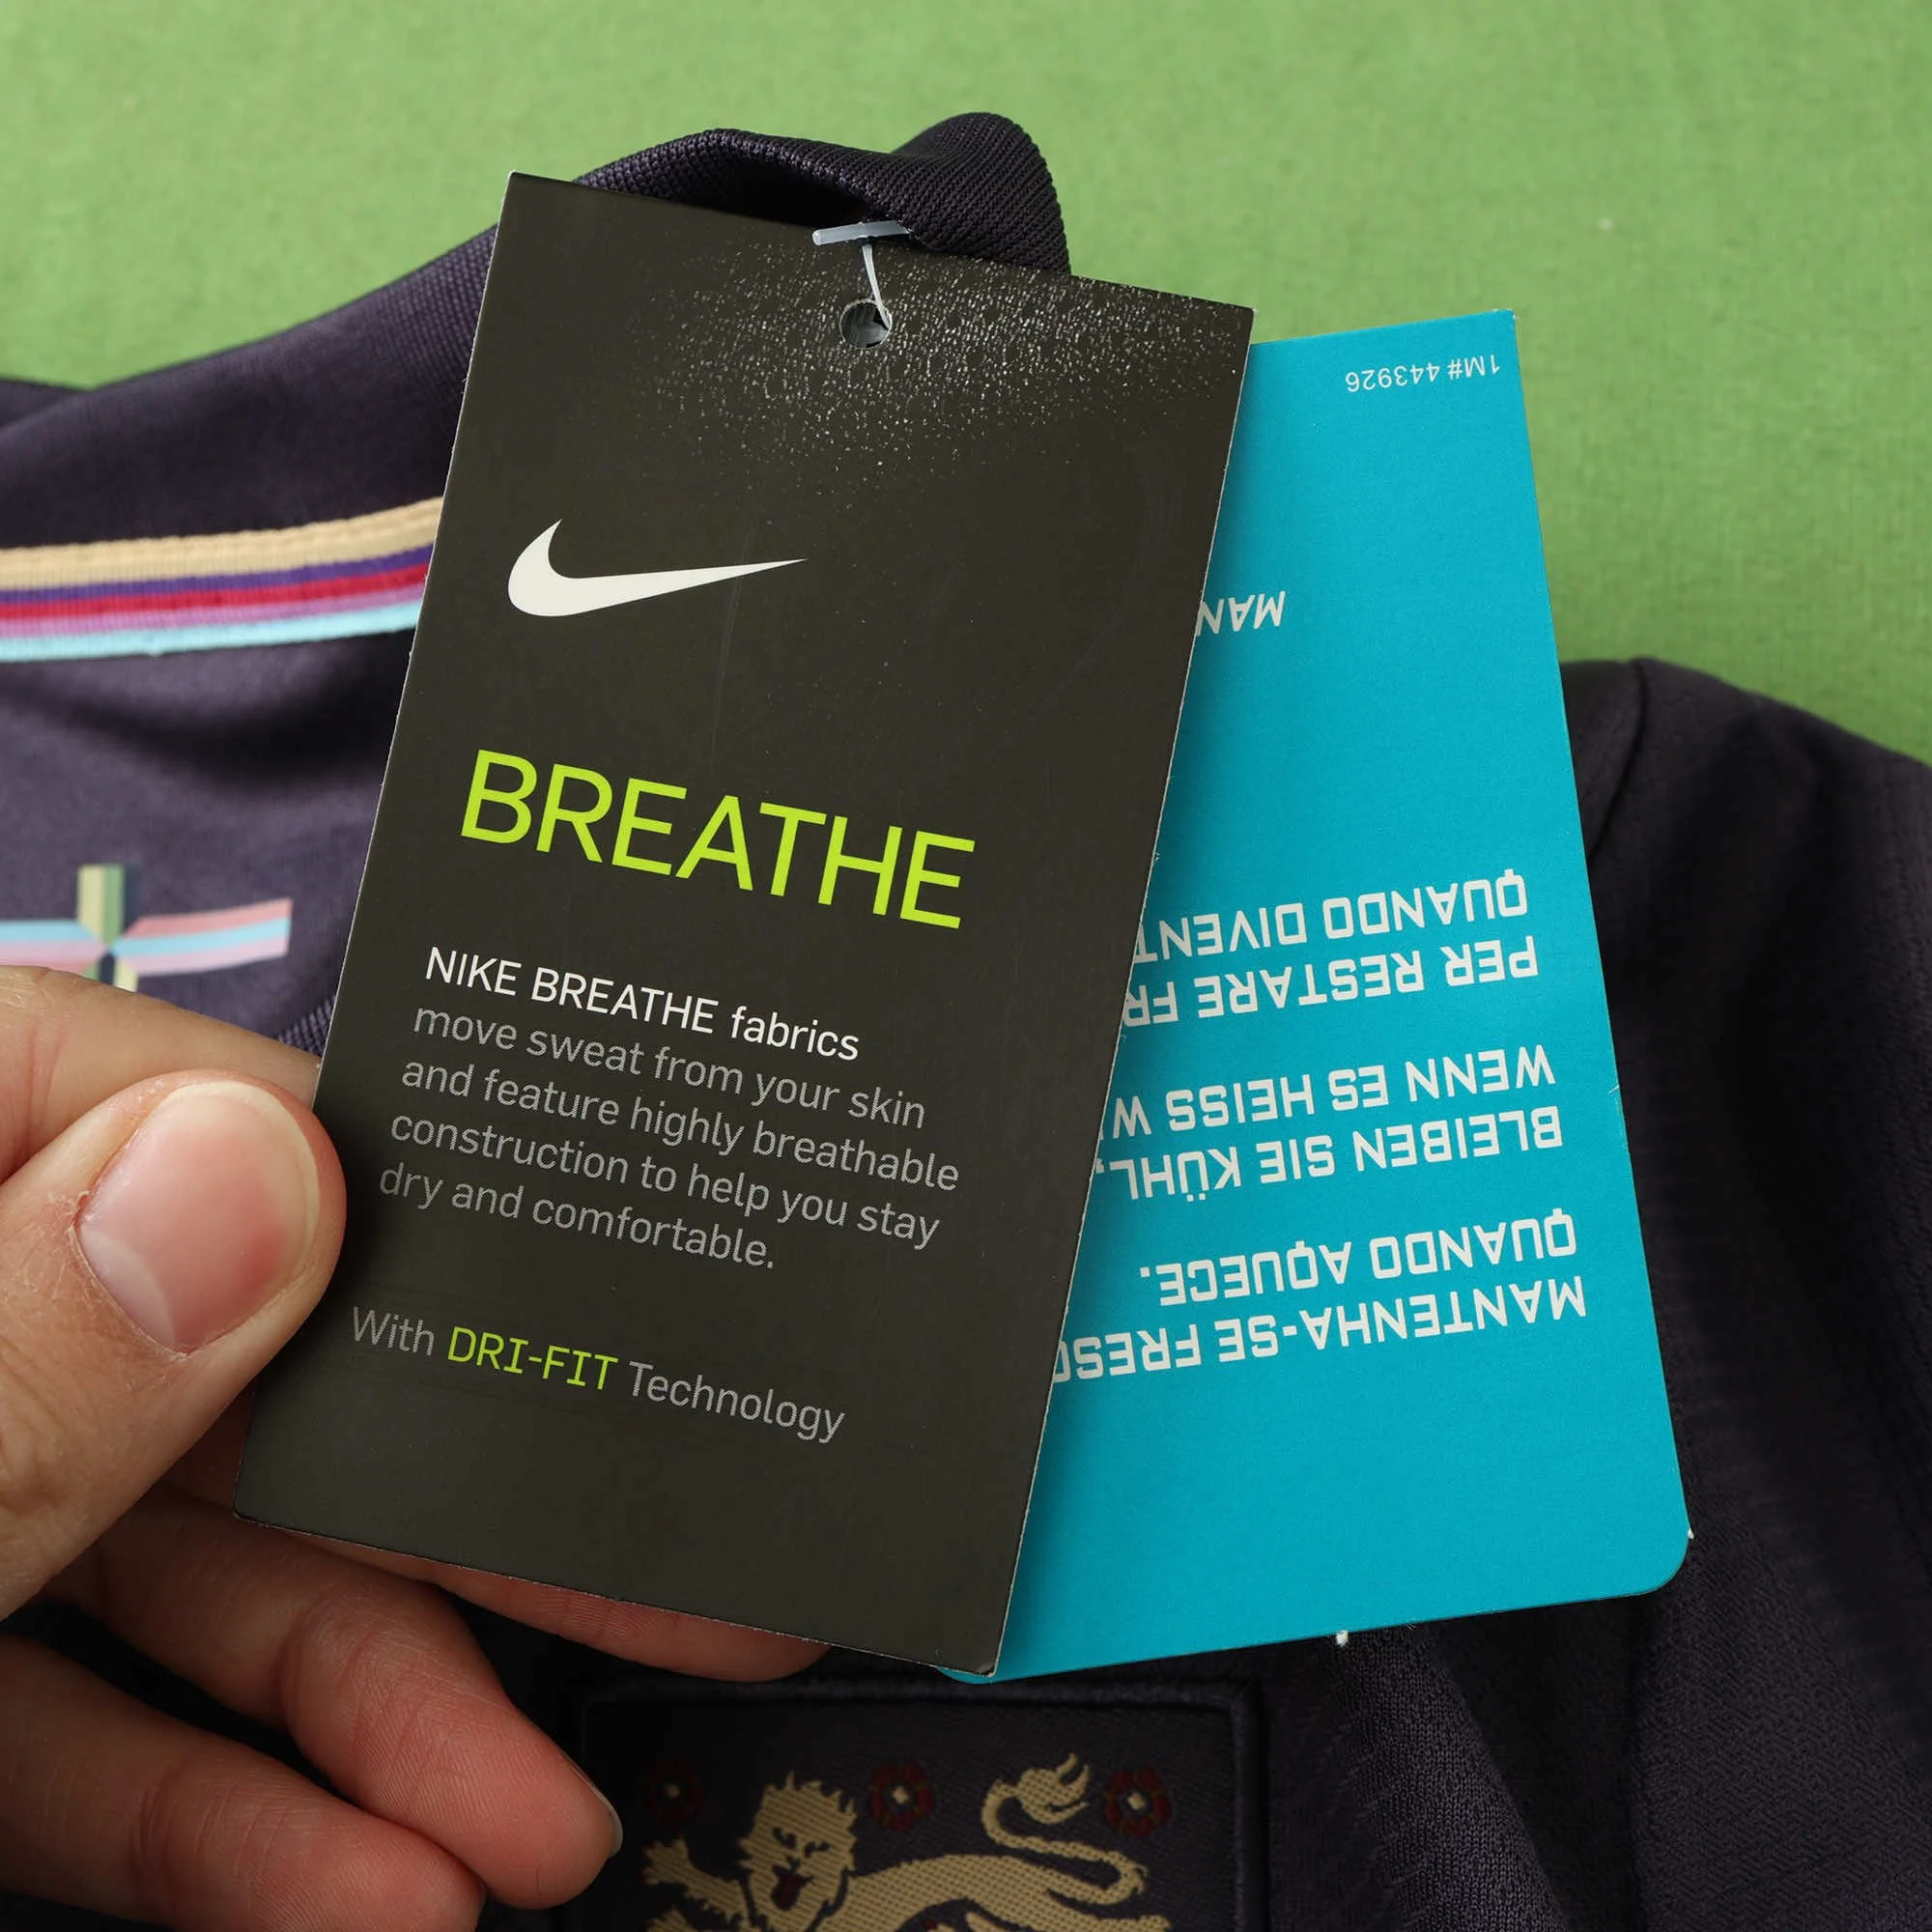 BREATHE
NIKE BREATHE fabrics
move sweat from your skin
and feature highly breathable
construction to help you stay
dry and comfortable.
With DRI-FIT Technology
MANTENHA-SE FRESC
QUANDO AQUECE.
BLEIBEN SIE KÜHL,
WENN ES HEISS W
PER RESTARE FR
QUANDO DIVENT
MAN
1M# 443926